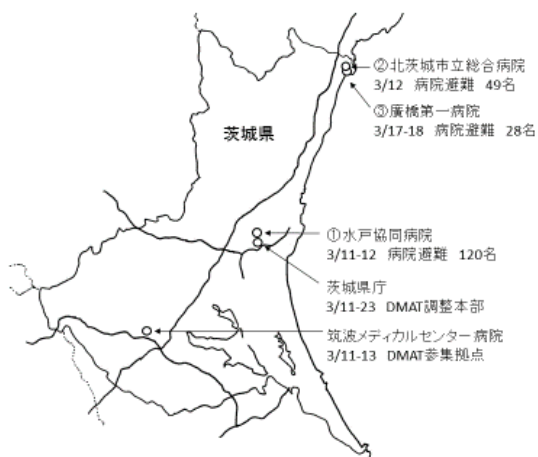 ②北茨城市立総合病院
3/12 病院避難 49名
③廣橋第一病院
3/17-18 病院避難 28名
茨城県
①水戸協同病院
3/11-12 病院避難 120名
茨城県庁
3/11-23 DMAT調整本部
筑波メディカルセンター病院
3/11-13 DMAT参集拠点